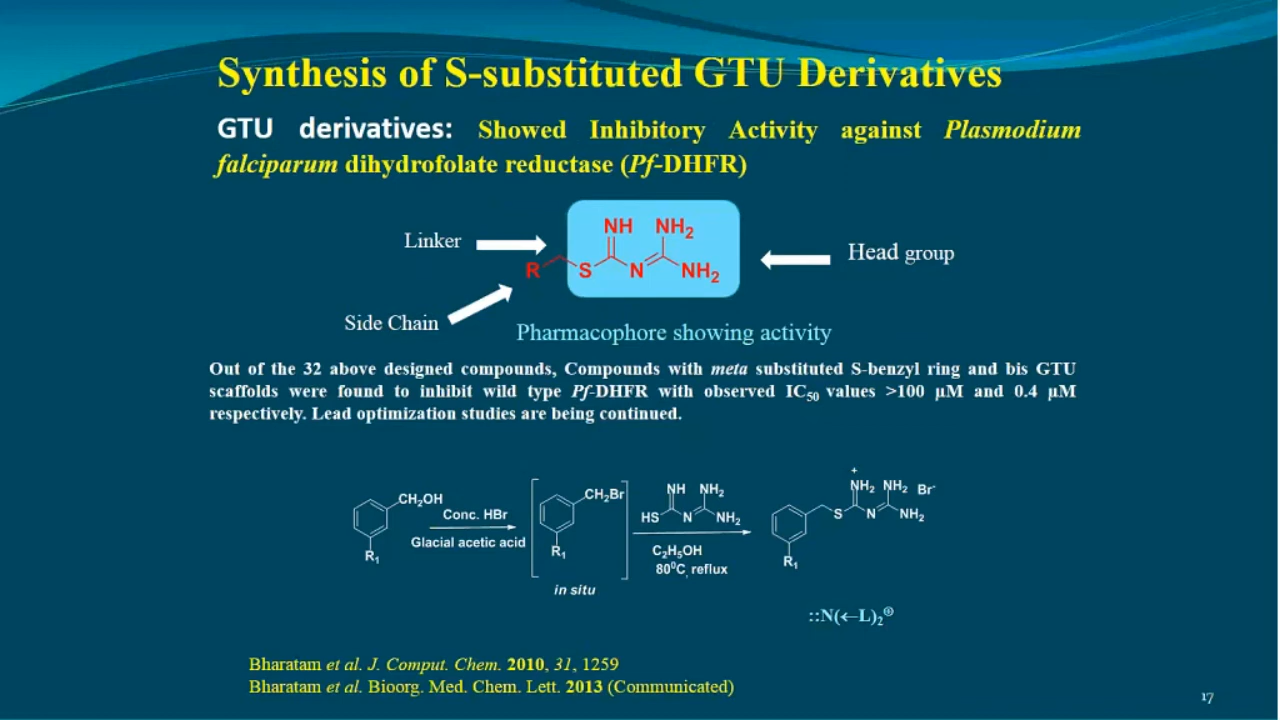 Synthesis of S-substituted GTU Derivatives
GTU derivatives: Showed Inhibitory Activity against Plasmodium
falciparum dihydrofolate reductase (Pf-DHFR)
Linker
NH NH2
R S N NH2
Head group
Side Chain
Pharmacophore showing activity
Out of the 32 above designed compounds, Compounds with meta substituted S-benzyl ring and bis GTU
scaffolds were found to inhibit wild type Pf-DHFR with observed IC50 values >100 µM and 0.4 µM
respectively. Lead optimization studies are being continued.
CH2OH
R1
Conc. HBr
Glacial acetic acid
CH2Br
R1
in situ
NH NH2
HS N NH2
C2H5OH
80⁰C, reflux
+
NH2 NH2 Br-
S N NH2
R1
::N(←L)2⊕
Bharatam et al. J. Comput. Chem. 2010, 31, 1259
Bharatam et al. Bioorg. Med. Chem. Lett. 2013 (Communicated)
17